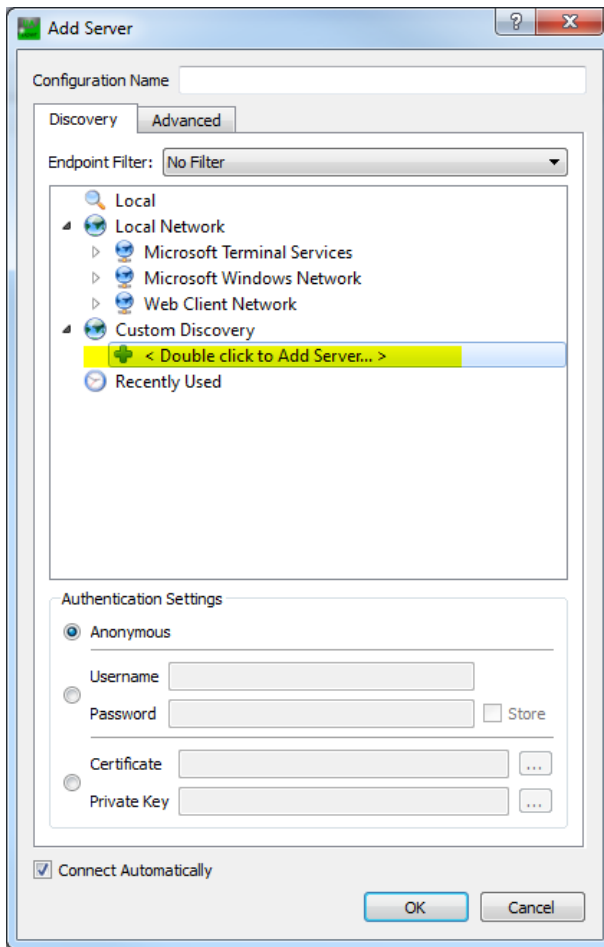 Add Server
Configuration Name
Discovery
Advanced
Endpoint Filter: No Filter
Local
Local Network
Microsoft Terminal Services
Microsoft Windows Network
Web Client Network
Custom Discovery
< Double click to Add Server... >
Recently Used
Authentication Settings
Anonymous
Username
Password
Store
Certificate
...
Private Key
...
Connect Automatically
OK
Cancel